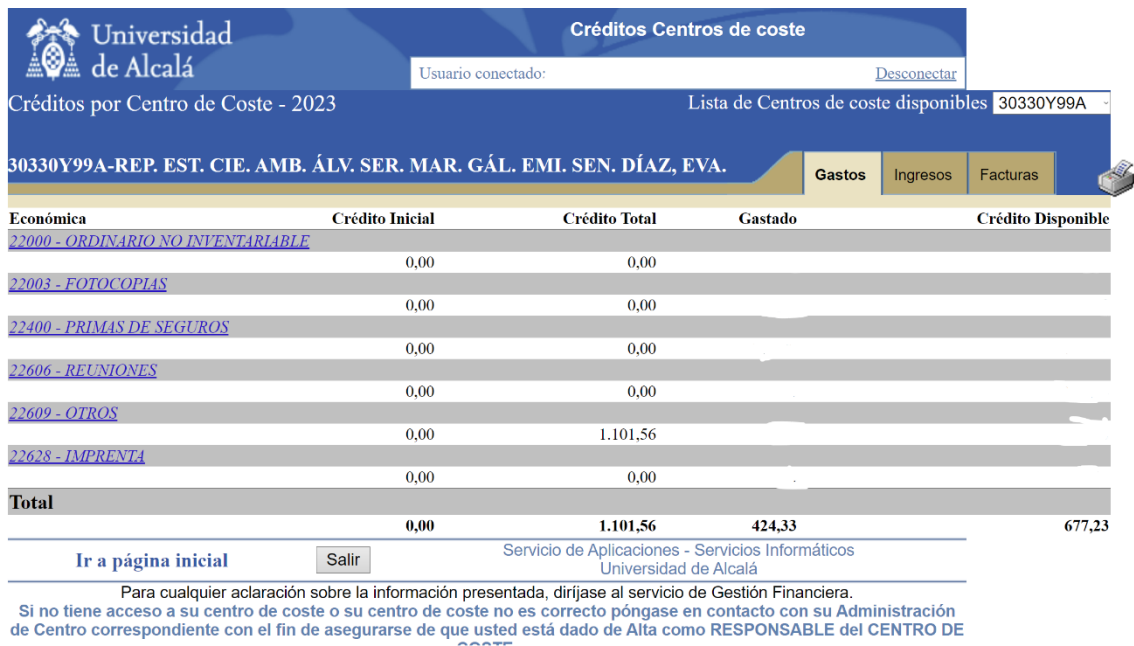 Universidad
de Alcalá
Créditos Centros de coste
Usuario conectado: Desconectar
Créditos por Centro de Coste - 2023 Lista de Centros de coste disponibles 30330Y99A
30330Y99A-REP. EST. CIE. AMB. ÁLV. SER. MAR. GÁL. EMI. SEN. DÍAZ, EVA. Gastos Ingresos Facturas
Económica Crédito Inicial Crédito Total Gastado Crédito Disponible
22000 - ORDINARIO NO INVENTARIABLE
0,00 0,00
22003 - FOTOCOPIAS
0,00 0,00
22400 - PRIMAS DE SEGUROS
0,00 0,00
22606 - REUNIONES
0,00 0,00
22609 - OTROS
0,00 1.101,56
22628 - IMPRENTA
0,00 0,00
Total
0,00 1.101,56 424,33 677,23
Ir a página inicial Salir Servicio de Aplicaciones - Servicios Informáticos
Universidad de Alcalá
Para cualquier aclaración sobre la información presentada, diríjase al servicio de Gestión Financiera.
Si no tiene acceso a su centro de coste o su centro de coste no es correcto póngase en contacto con su Administración
de Centro correspondiente con el fin de asegurarse de que usted está dado de Alta como RESPONSABLE del CENTRO DE